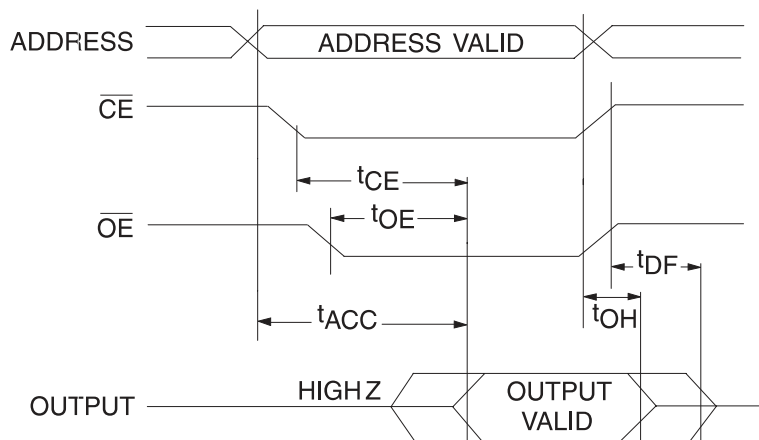 ADDRESS
ADDRESS VALID
CE
tCE
OE
tOE
tDF
tACC
tOH
OUTPUT
HIGH Z
OUTPUT
VALID